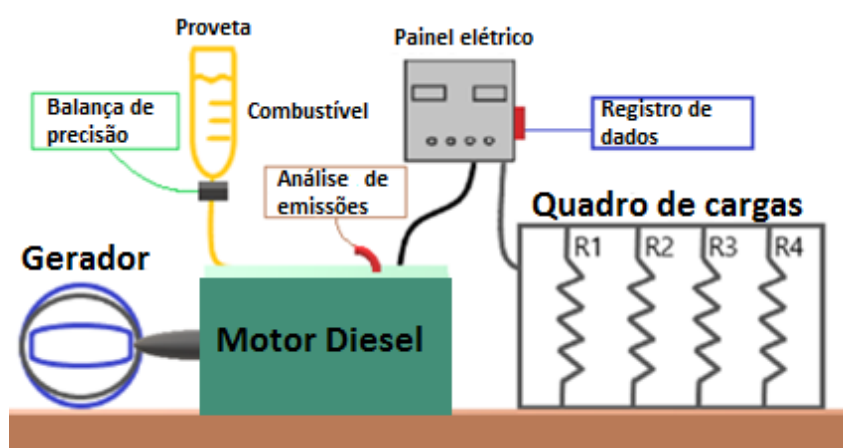 Proveta
Painel elétrico
Balança de
precisão
Combustível
Registro de
dados
Análise de
emissões
Quadro de cargas
R1 R2 R3 R4
Gerador
Motor Diesel